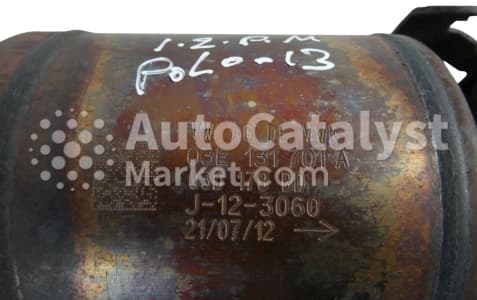 1.2 P.M
POLO-13
AutoCatalyst
Market.com
03E 131 701 A
J-12-3060
21/07/12 →